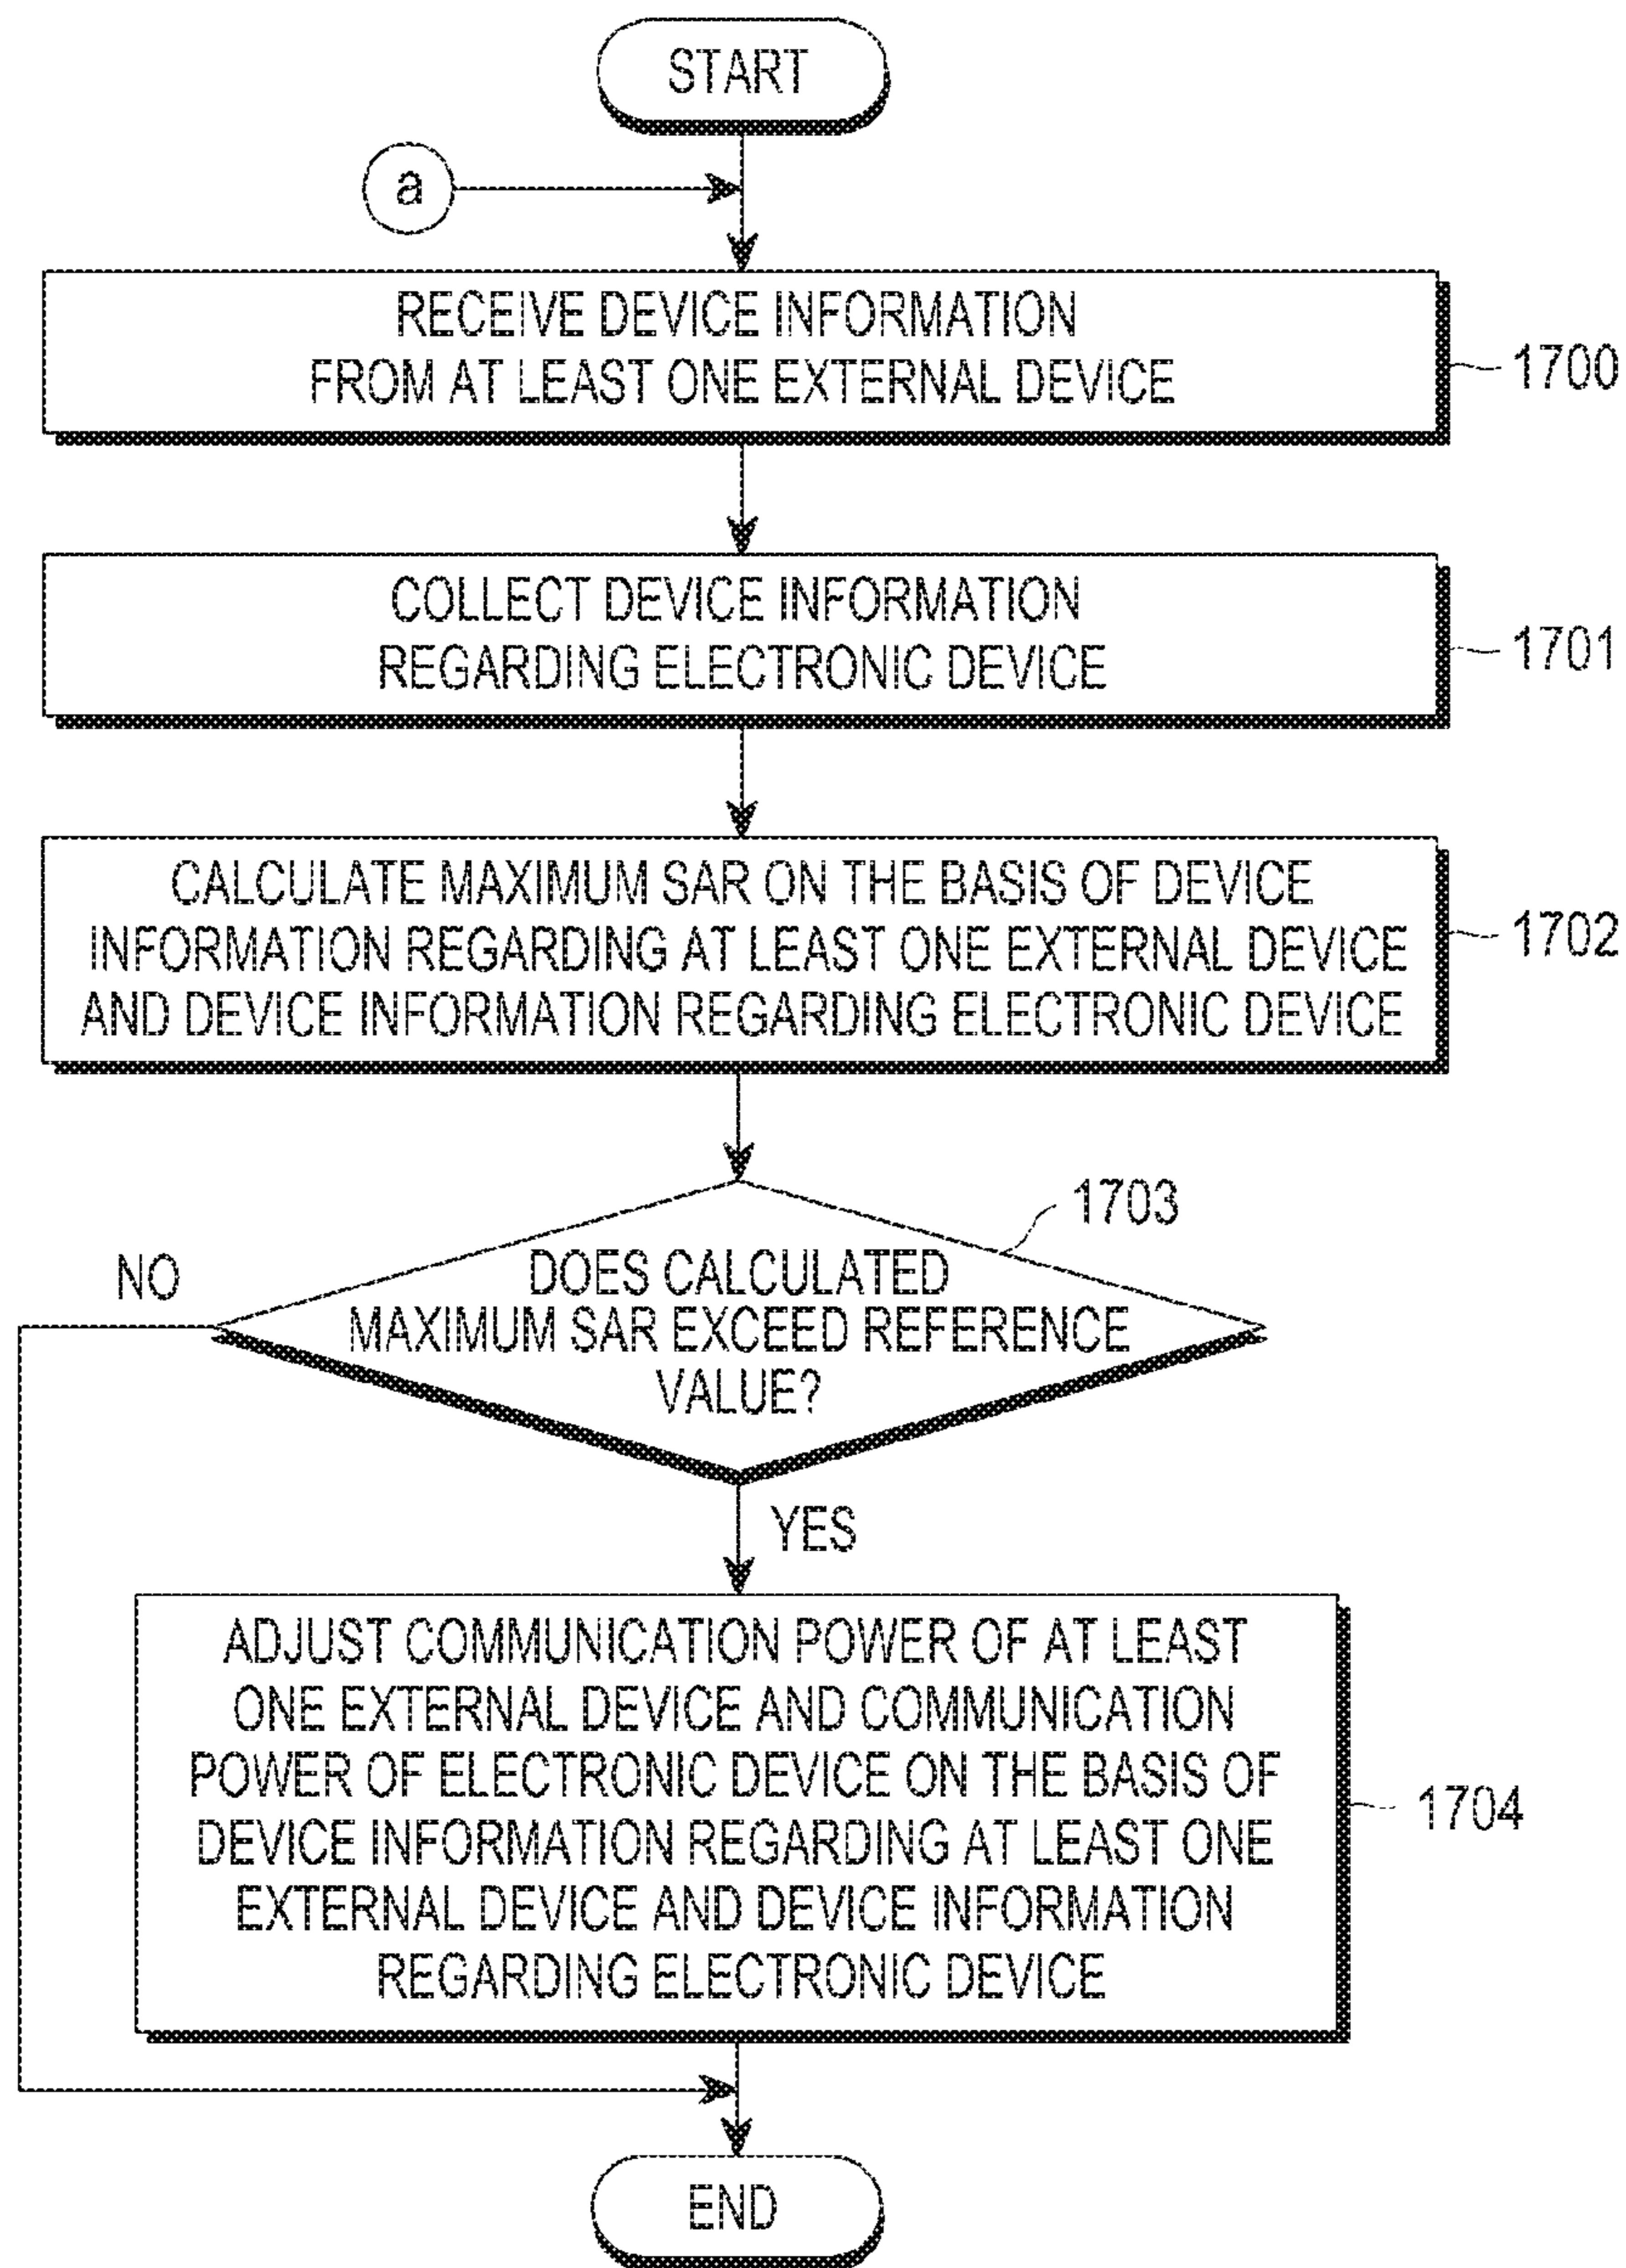 START
a
RECEIVE DEVICE INFORMATION
FROM AT LEAST ONE EXTERNAL DEVICE
1700
COLLECT DEVICE INFORMATION
REGARDING ELECTRONIC DEVICE
1701
CALCULATE MAXIMUM SAR ON THE BASIS OF DEVICE
INFORMATION REGARDING AT LEAST ONE EXTERNAL DEVICE
AND DEVICE INFORMATION REGARDING ELECTRONIC DEVICE
1702
1703
NO
DOES CALCULATED
MAXIMUM SAR EXCEED REFERENCE
VALUE?
YES
ADJUST COMMUNICATION POWER OF AT LEAST
ONE EXTERNAL DEVICE AND COMMUNICATION
POWER OF ELECTRONIC DEVICE ON THE BASIS OF
DEVICE INFORMATION REGARDING AT LEAST ONE
EXTERNAL DEVICE AND DEVICE INFORMATION
REGARDING ELECTRONIC DEVICE
1704
END